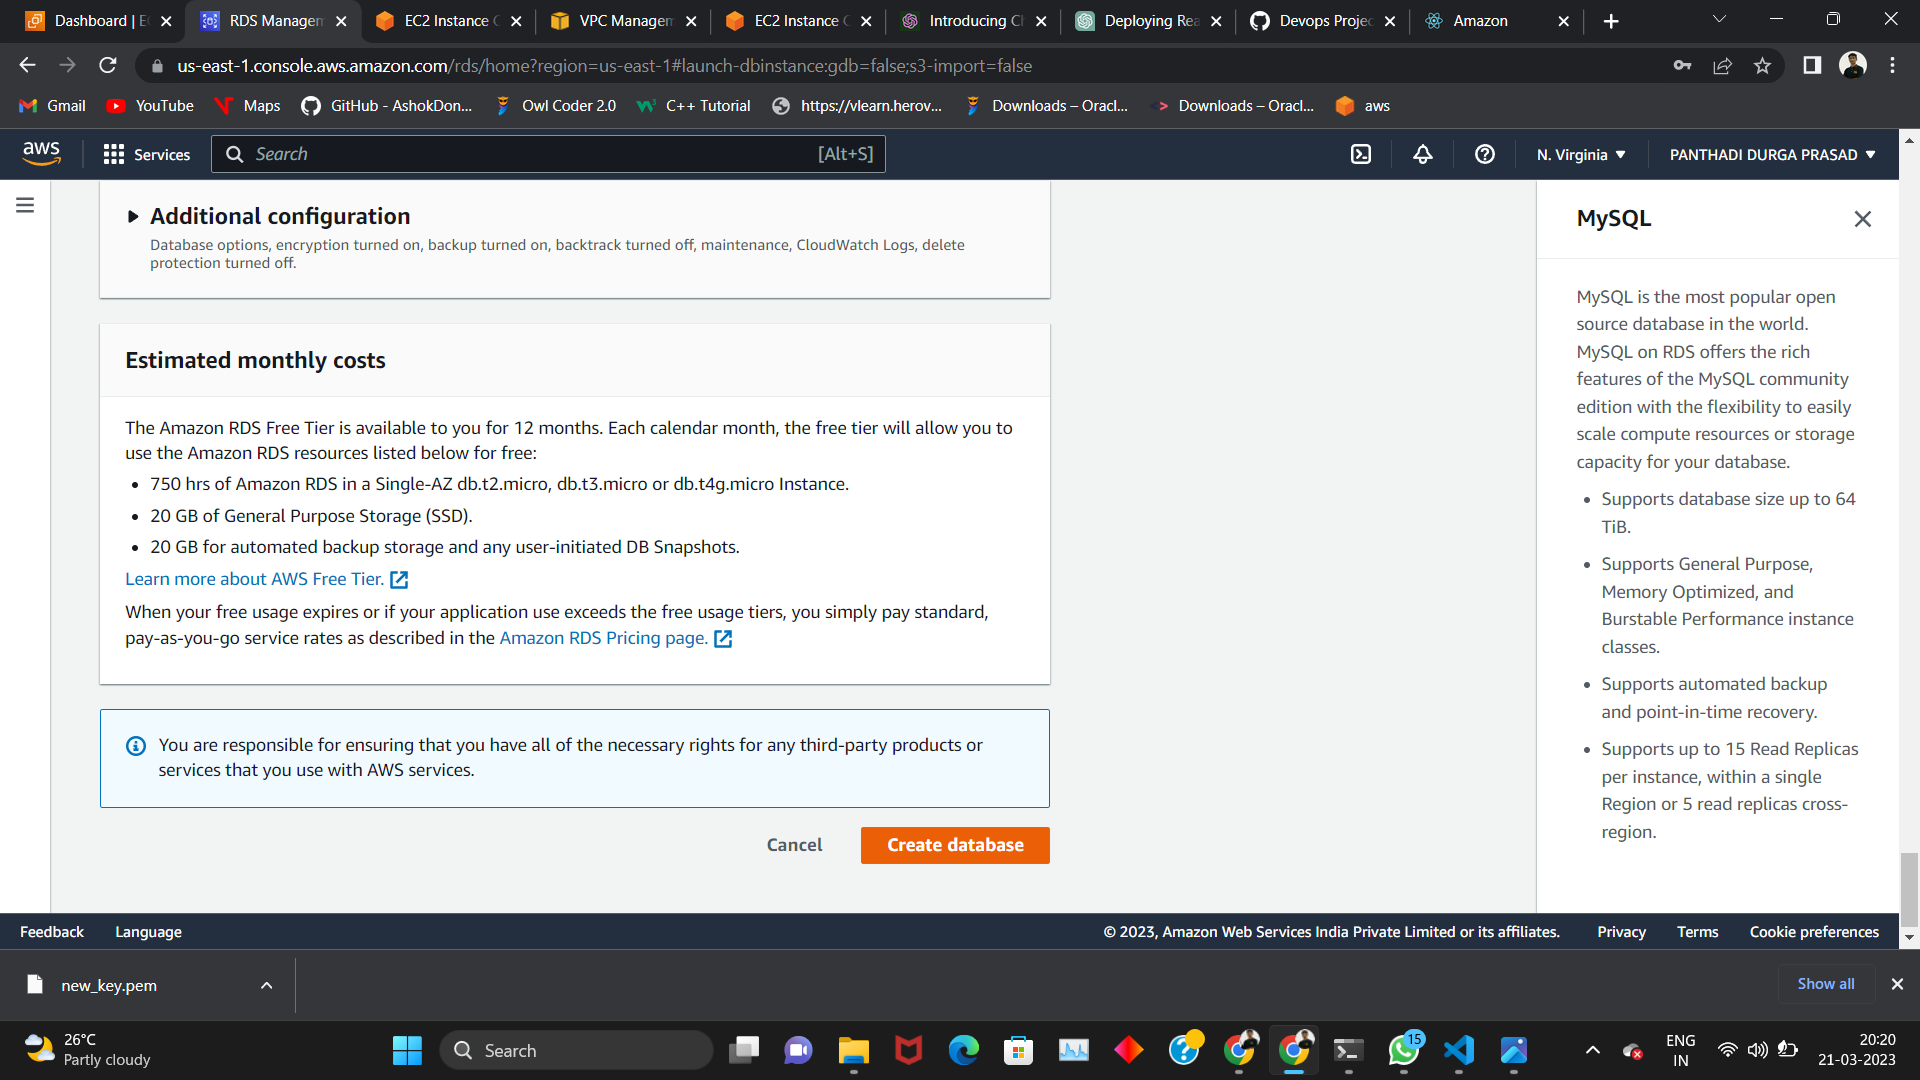 Dashboard | E
RDS Managem
EC2 Instance C
VPC Managem
EC2 Instance C
Introducing Ch
Deploying Rea
Devops Projec
Amazon
us-east-1.console.aws.amazon.com/rds/home?region=us-east-1#launch-dbinstance:gdb=false;s3-import=false
Gmail
YouTube
Maps
GitHub - AshokDon...
Owl Coder 2.0
C++ Tutorial
https://vlearn.herov...
Downloads – Oracl...
Downloads – Oracl...
aws
aws
Services
Search
[Alt+S]
N. Virginia
PANTHADI DURGA PRASAD
Additional configuration
Database options, encryption turned on, backup turned on, backtrack turned off, maintenance, CloudWatch Logs, delete
protection turned off.
Estimated monthly costs
The Amazon RDS Free Tier is available to you for 12 months. Each calendar month, the free tier will allow you to
use the Amazon RDS resources listed below for free:
• 750 hrs of Amazon RDS in a Single-AZ db.t2.micro, db.t3.micro or db.t4g.micro Instance.
• 20 GB of General Purpose Storage (SSD).
• 20 GB for automated backup storage and any user-initiated DB Snapshots.
Learn more about AWS Free Tier.
When your free usage expires or if your application use exceeds the free usage tiers, you simply pay standard,
pay-as-you-go service rates as described in the Amazon RDS Pricing page.
You are responsible for ensuring that you have all of the necessary rights for any third-party products or
services that you use with AWS services.
Cancel
Create database
MySQL
MySQL is the most popular open
source database in the world.
MySQL on RDS offers the rich
features of the MySQL community
edition with the flexibility to easily
scale compute resources or storage
capacity for your database.
• Supports database size up to 64
TiB.
• Supports General Purpose,
Memory Optimized, and
Burstable Performance instance
classes.
• Supports automated backup
and point-in-time recovery.
• Supports up to 15 Read Replicas
per instance, within a single
Region or 5 read replicas cross-
region.
Feedback
Language
© 2023, Amazon Web Services India Private Limited or its affiliates.
Privacy
Terms
Cookie preferences
new_key.pem
Show all
26°C
Partly cloudy
Search
15
ENG
IN
20:20
21-03-2023